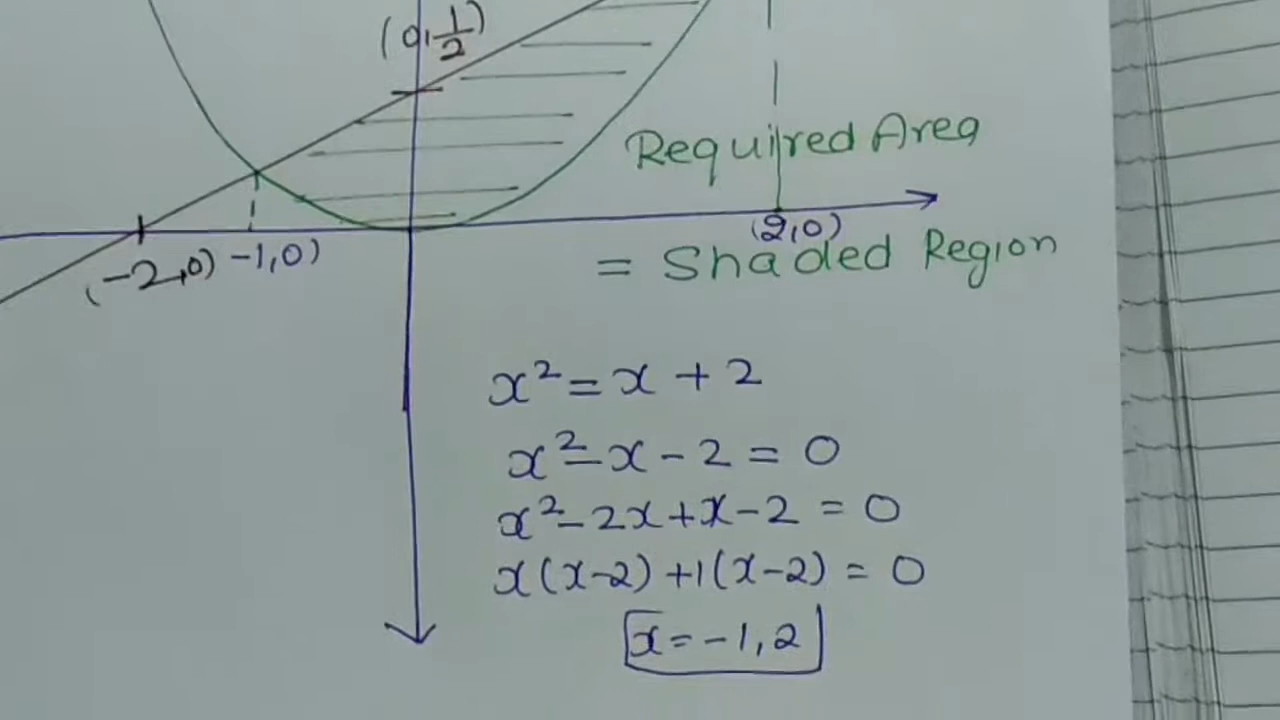 (0,1/2)
Required Area
(-2,0) -1,0) (2,0)
= Shaded Region
x² = x + 2
x² - x - 2 = 0
x² - 2x + x - 2 = 0
x(x-2) + 1(x-2) = 0
x = -1, 2